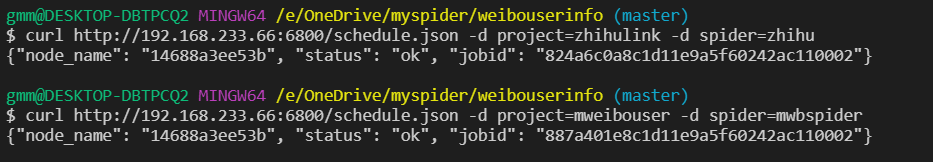 gmm@DESKTOP-DBTPCQ2 MINGW64 /e/OneDrive/myspider/weibouserinfo (master)
$ curl http://192.168.233.66:6800/schedule.json -d project=zhihulink -d spider=zhihu
{"node_name": "14688a3ee53b", "status": "ok", "jobid": "824a6c0a8c1d11e9a5f60242ac110002"}
gmm@DESKTOP-DBTPCQ2 MINGW64 /e/OneDrive/myspider/weibouserinfo (master)
$ curl http://192.168.233.66:6800/schedule.json -d project=mweibouser -d spider=mwbspider
{"node_name": "14688a3ee53b", "status": "ok", "jobid": "887a401e8c1d11e9a5f60242ac110002"}